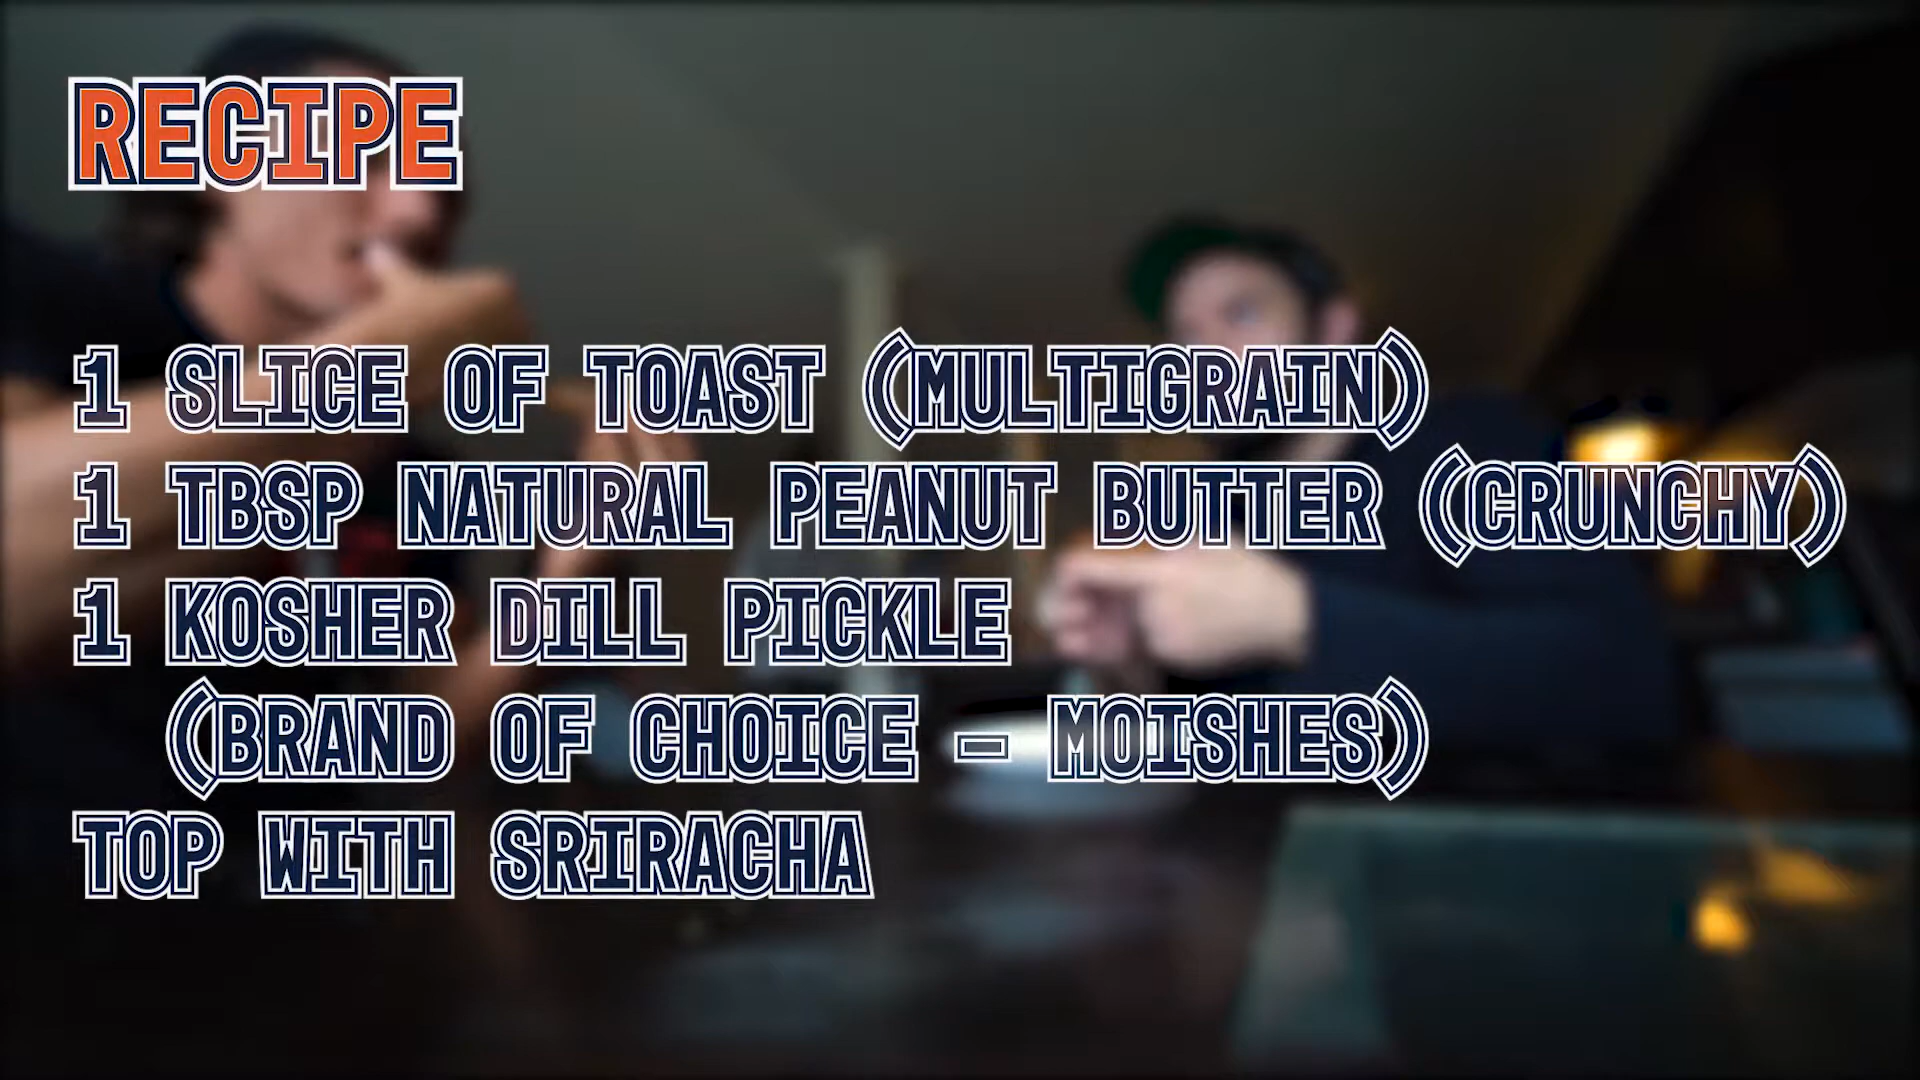 RECIPE
1 SLICE OF TOAST (MULTIGRAIN)
1 TBSP NATURAL PEANUT BUTTER (CRUNCHY)
1 KOSHER DILL PICKLE
(BRAND OF CHOICE - MOISHES)
TOP WITH SRIRACHA